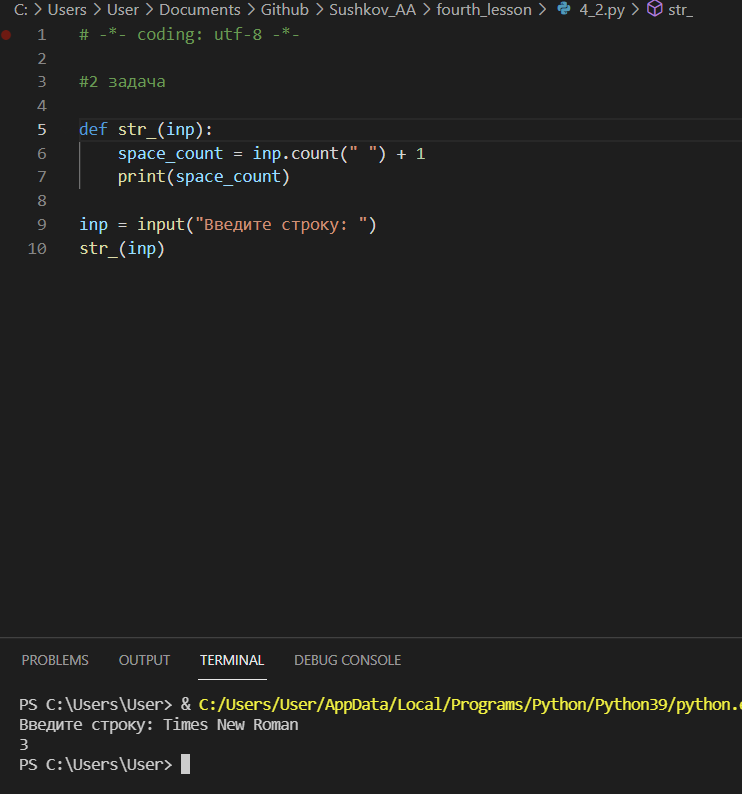 C: > Users > User > Documents > Github > Sushkov_AA > fourth_lesson > 4_2.py > str_
1 # -*- coding: utf-8 -*-
2
3 #2 задача
4
5 def str_(inp):
6     space_count = inp.count(" ") + 1
7     print(space_count)
8
9 inp = input("Введите строку: ")
10 str_(inp)
PROBLEMS OUTPUT TERMINAL DEBUG CONSOLE
PS C:\Users\User> & C:/Users/User/AppData/Local/Programs/Python/Python39/python.
Введите строку: Times New Roman
3
PS C:\Users\User>